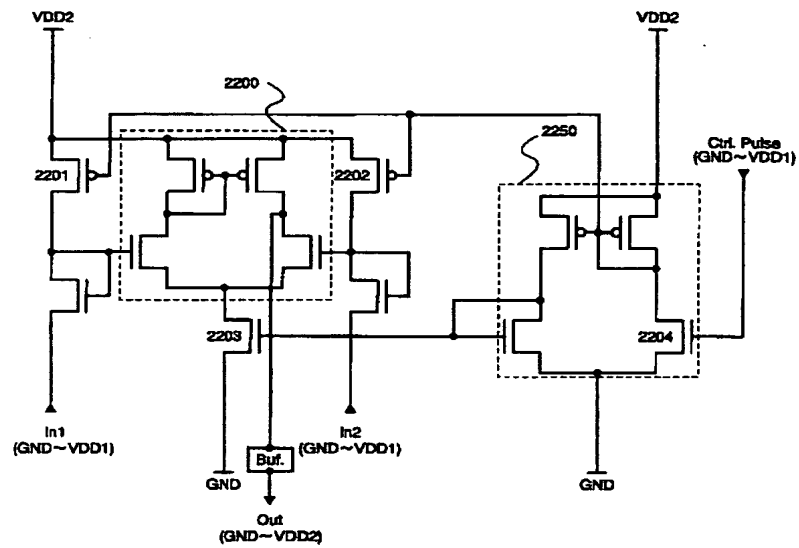 VDD2
VDD2
2200
2250
Ctrl. Pulse
(GND~VDD1)
2201
2202
2203
2204
In1
(GND~VDD1)
In2
(GND~VDD1)
Buf.
GND
GND
Out
(GND~VDD2)